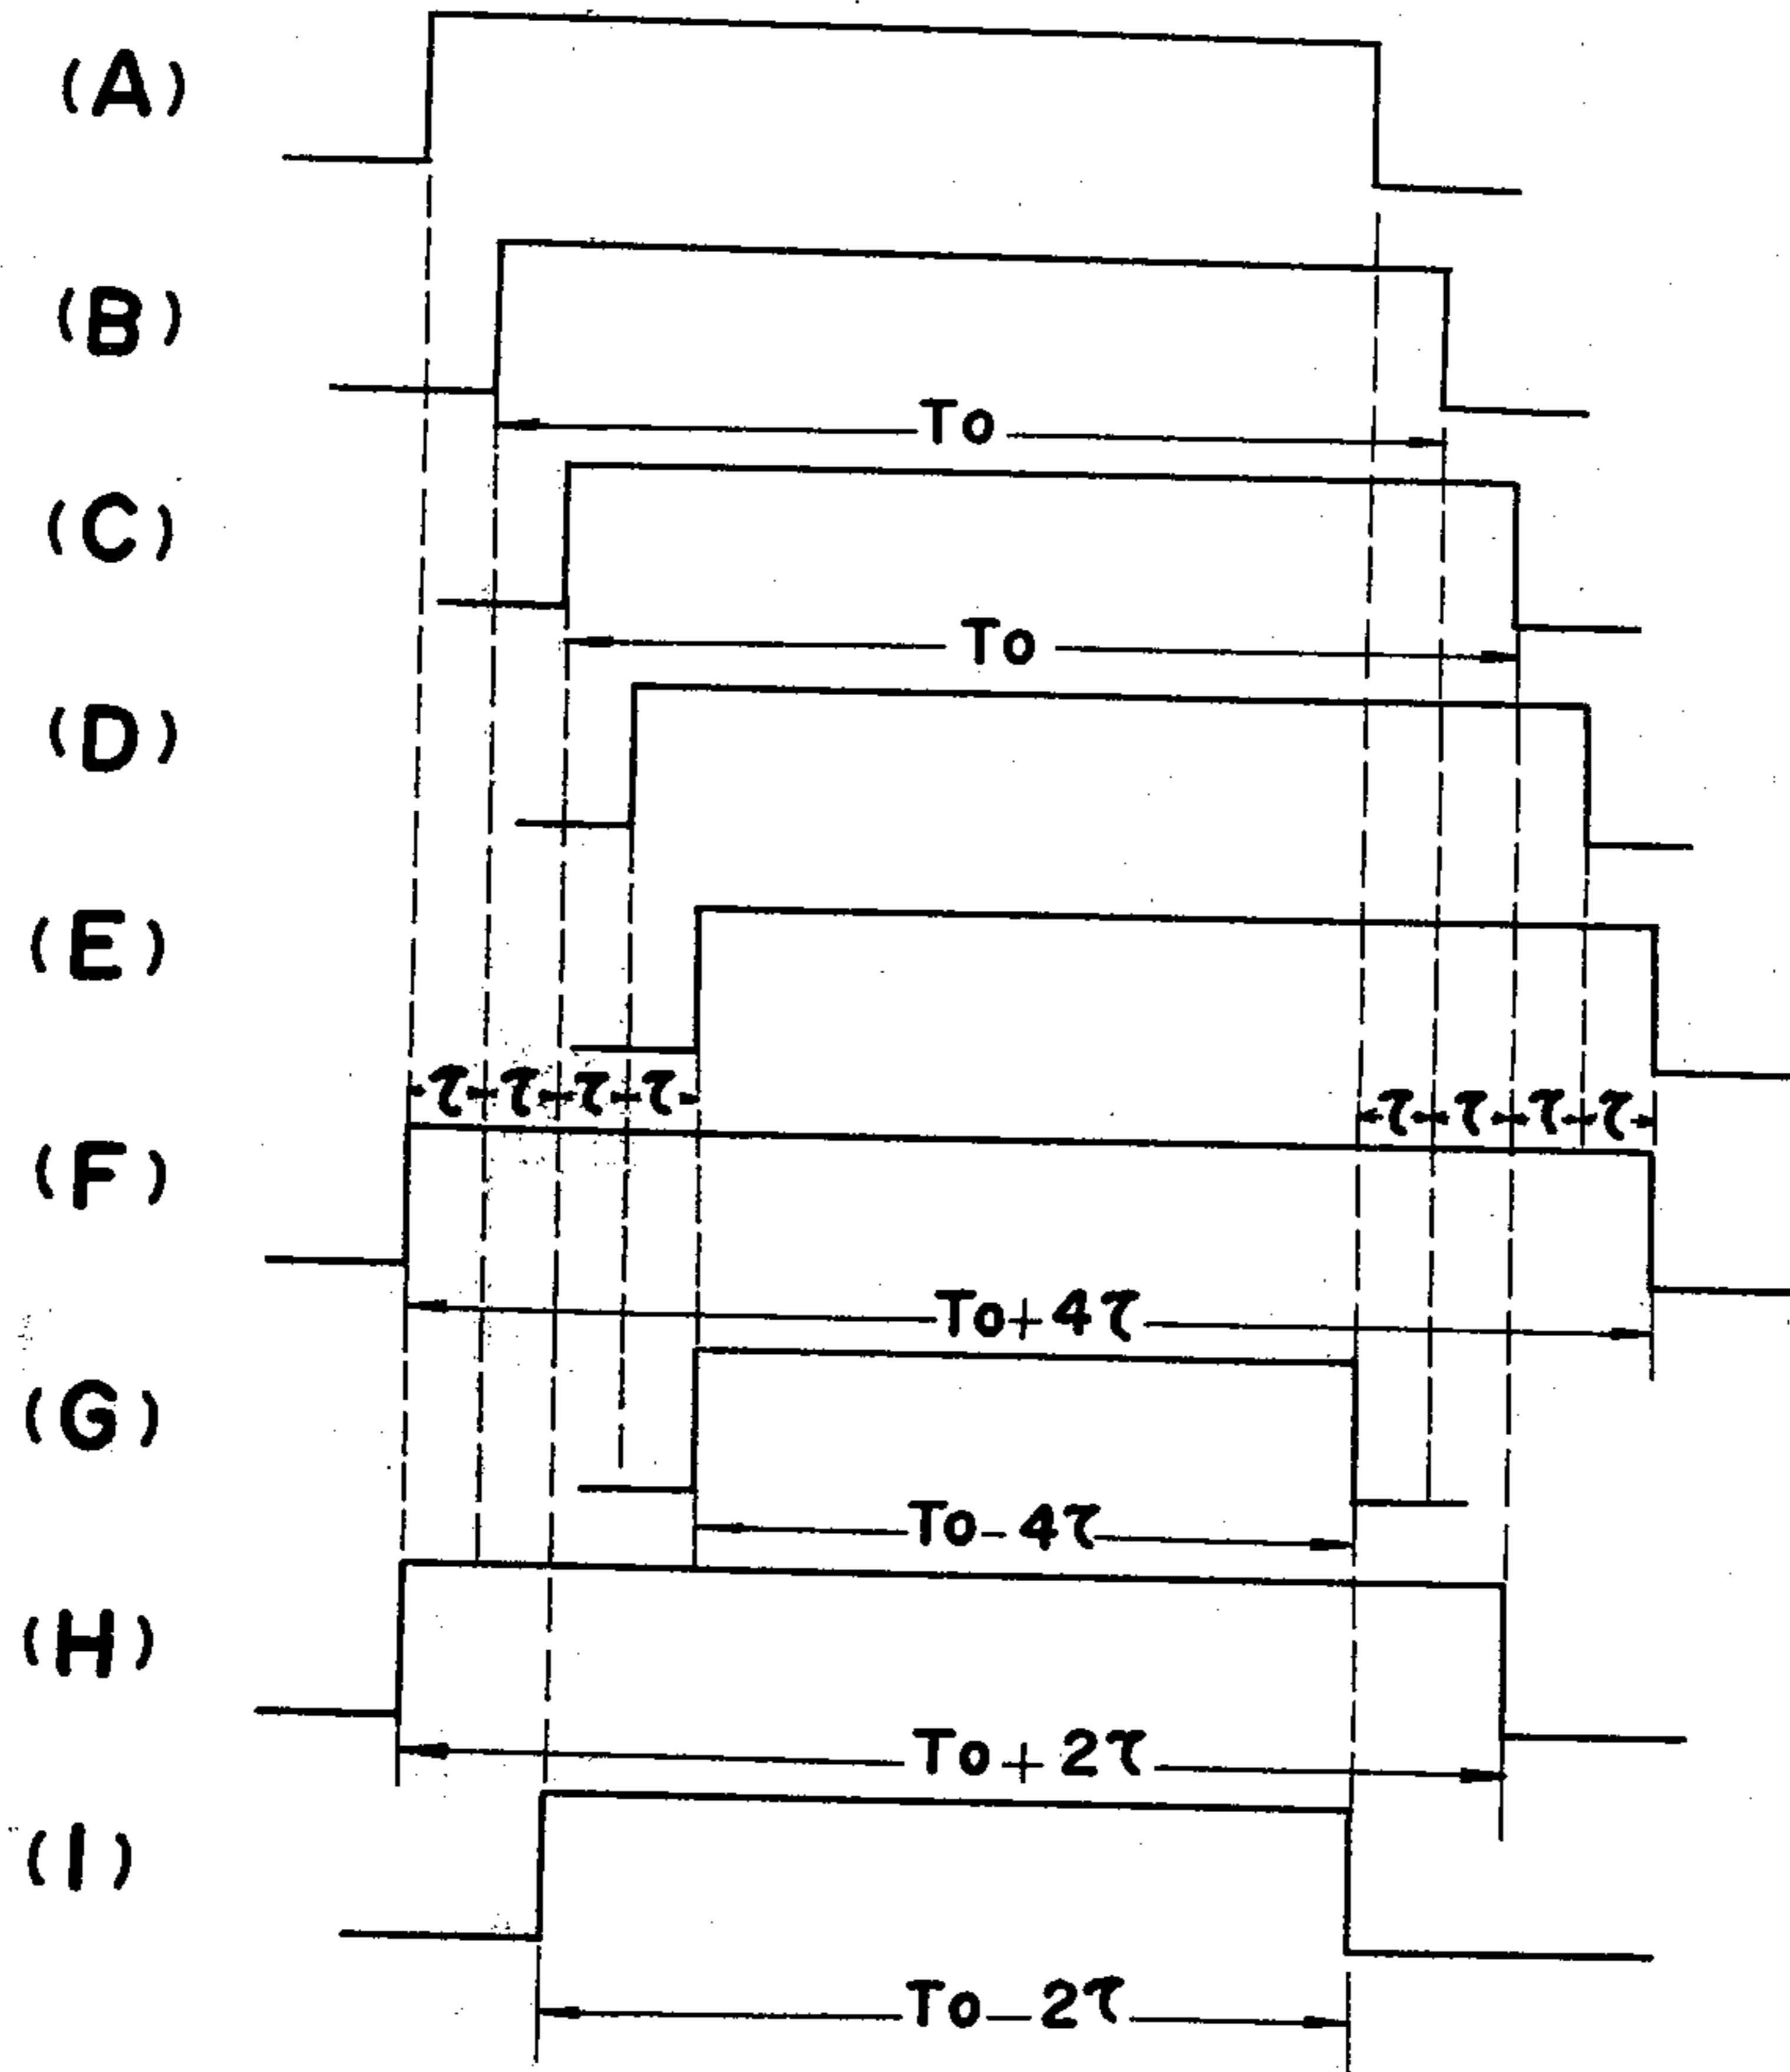 (A)
(B)
To
(C)
To
(D)
(E)
τ τ τ τ
τ τ τ τ
(F)
To+4τ
(G)
To-4τ
(H)
To+2τ
(I)
To-2τ